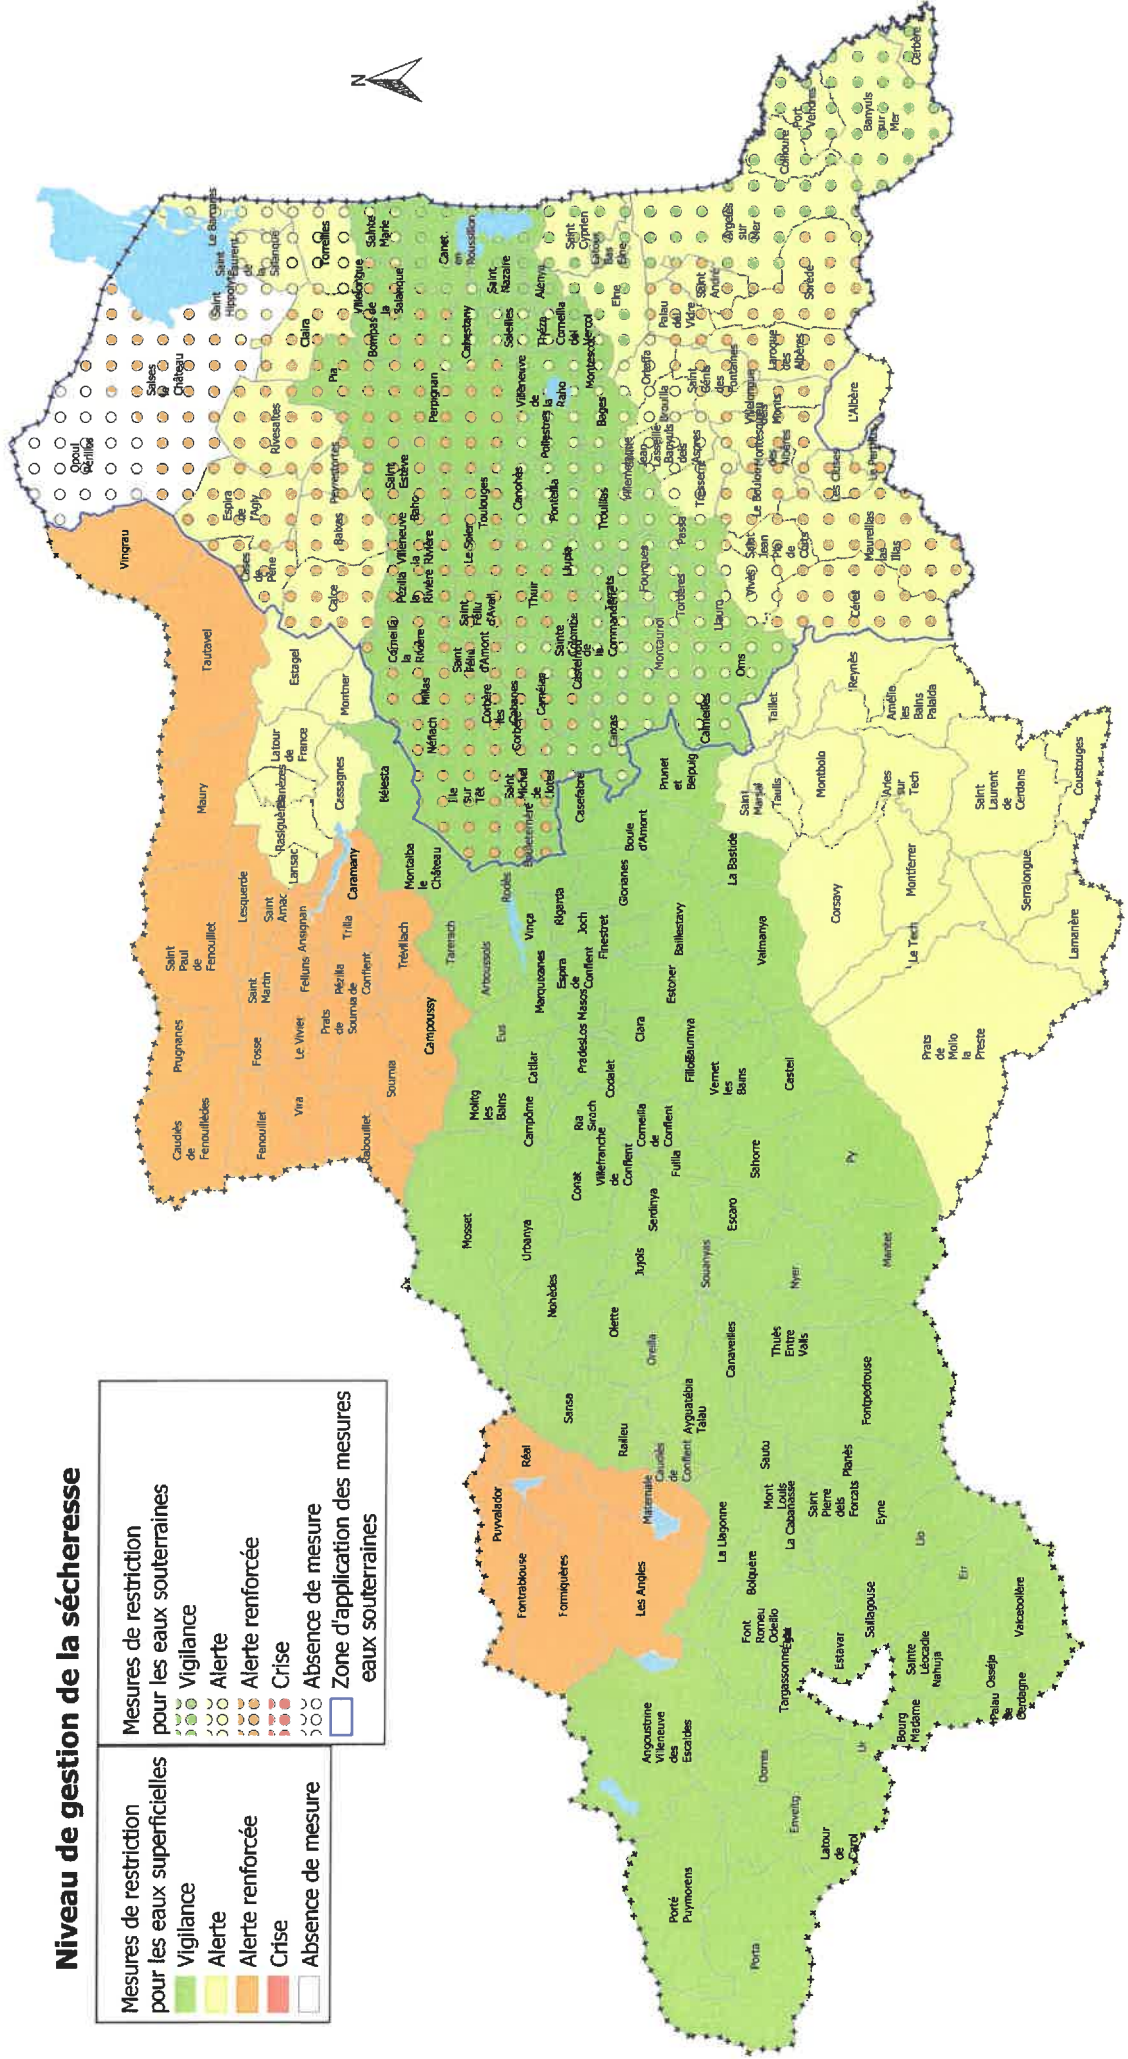 Niveau de gestion de la sécheresse
Mesures de restriction
pour les eaux superficielles
Vigilance
Alerte
Alerte renforcée
Crise
Absence de mesure
Mesures de restriction
pour les eaux souterraines
Vigilance
Alerte
Alerte renforcée
Crise
Absence de mesure
Zone d'application des mesures
eaux souterraines
N
Porta
Porté
Puymorens
Latour
de
Carol
Enveitg
Dorres
Ur
Angoustrine
Villeneuve
des
Escaldes
Bourg
Madame
Palau
de
Cerdagne
Osséja
Nahuja
Sainte
Léocadie
Valcebollère
Estavar
Targassonne
Saillagouse
Err
Llo
Font
Romeu
Odeillo
Bolquère
Eyne
La Llagonne
La Cabanasse
Mont
Louis
Saint
Pierre
dels
Forcats
Planès
Sautu
Les Angles
Formiguères
Fontrabiouse
Puyvalador
Réal
Matemale
Caudiès
de
Conflent
Railleu
Sansa
Ayguatébia
Talau
Fontpédrouse
Canaveilles
Thuès
Entre
Valls
Oreilla
Olette
Nohèdes
Jujols
Souanyas
Nyer
Mantet
Urbanya
Mosset
Escaro
Serdinya
Sahorre
Py
Conat
Villefranche
de
Conflent
Fuilla
Corneilla
de
Conflent
Ria
Sirach
Campôme
Molitg
les
Bains
Catllar
Codalet
Prades
Los Masos
Eus
Clara
Vernet
les
Bains
Casteil
Marquixanes
Espira
de
Conflent
Estoher
Finestret
Joch
Rigarda
Vinça
Baillestavy
Valmanya
Glorianes
Rodès
Arboussols
Tarerach
Trévillach
Campoussy
Sournia
Rabouillet
Vira
Fenouillet
Caudiès
de
Fenouillèdes
Prugnanes
Fosse
Le Vivier
Prats
de
Sournia
Pézilla
de
Conflent
Felluns
Saint
Martin
Saint
Paul
de
Fenouillet
Trilla
Ansignan
Saint
Arnac
Lesquerde
Caramany
Lansac
Rasiguères
Maury
Cassagnes
Latour
de
France
Montner
Estagel
Tautavel
Vingrau
Bélesta
Montalba
le
Château
Ille
sur
Têt
Bouleternère
Saint
Michel
de
Llotes
Casefabre
Boule
d'Amont
La Bastide
Prunet
et
Belpuig
Caixas
Calmeilles
Oms
Néfiach
Millas
Corbère
les
Cabanes
Corbère
Camélas
Castelnou
Saint
Féliu
d'Amont
Saint
Féliu
d'Avall
Corneilla
la
Rivière
Pézilla
la
Rivière
Villeneuve
la
Rivière
Baho
Saint
Estève
Le Soler
Toulouges
Thuir
Sainte
Colombe
de
la
Commanderie
Terrats
Llupia
Ponteilla
Canohès
Trouillas
Fourques
Montauriol
Tordères
Llauro
Passa
Tresserre
Villemolaque
Banyuls
dels
Aspres
Brouilla
Saint
Génis
des
Fontaines
Ortaffa
Bages
Montescot
Pollestres
Villeneuve
de
la
Raho
Corneilla
del
Vercol
Théza
Alénya
Saleilles
Saint
Nazaire
Cabestany
Perpignan
Canet
en
Roussillon
Bompas
Villelongue
de
la
Salanque
Sainte
Marie
Pia
Peyrestortes
Baixas
Calce
Cases
de
Pène
Espira
de
l'Agly
Rivesaltes
Claira
Torreilles
Saint
Hippolyte
Saint
Laurent
de
la
Salanque
Le Barcarès
Salses
le
Château
Opoul
Périllos
Saint
Cyprien
Latour
Bas
Elne
Elne
Palau
del
Vidre
Saint
André
Argelès
sur
Mer
Sorède
Laroque
des
Albères
Villelongue
dels
Monts
Montesquieu
des
Albères
Le Boulou
Saint
Jean
Pla
de
Corts
Vivès
Céret
Maureillas
las
Illas
Les Cluses
Le Perthus
L'Albère
Collioure
Port
Vendres
Banyuls
sur
Mer
Cerbère
Taillet
Reynès
Amélie
les
Bains
Palalda
Montbolo
Saint
Marsal
Taulis
Arles
sur
Tech
Corsavy
Montferrer
Le Tech
Saint
Laurent
de
Cerdans
Coustouges
Serralongue
Lamanère
Prats
de
Mollo
la
Preste